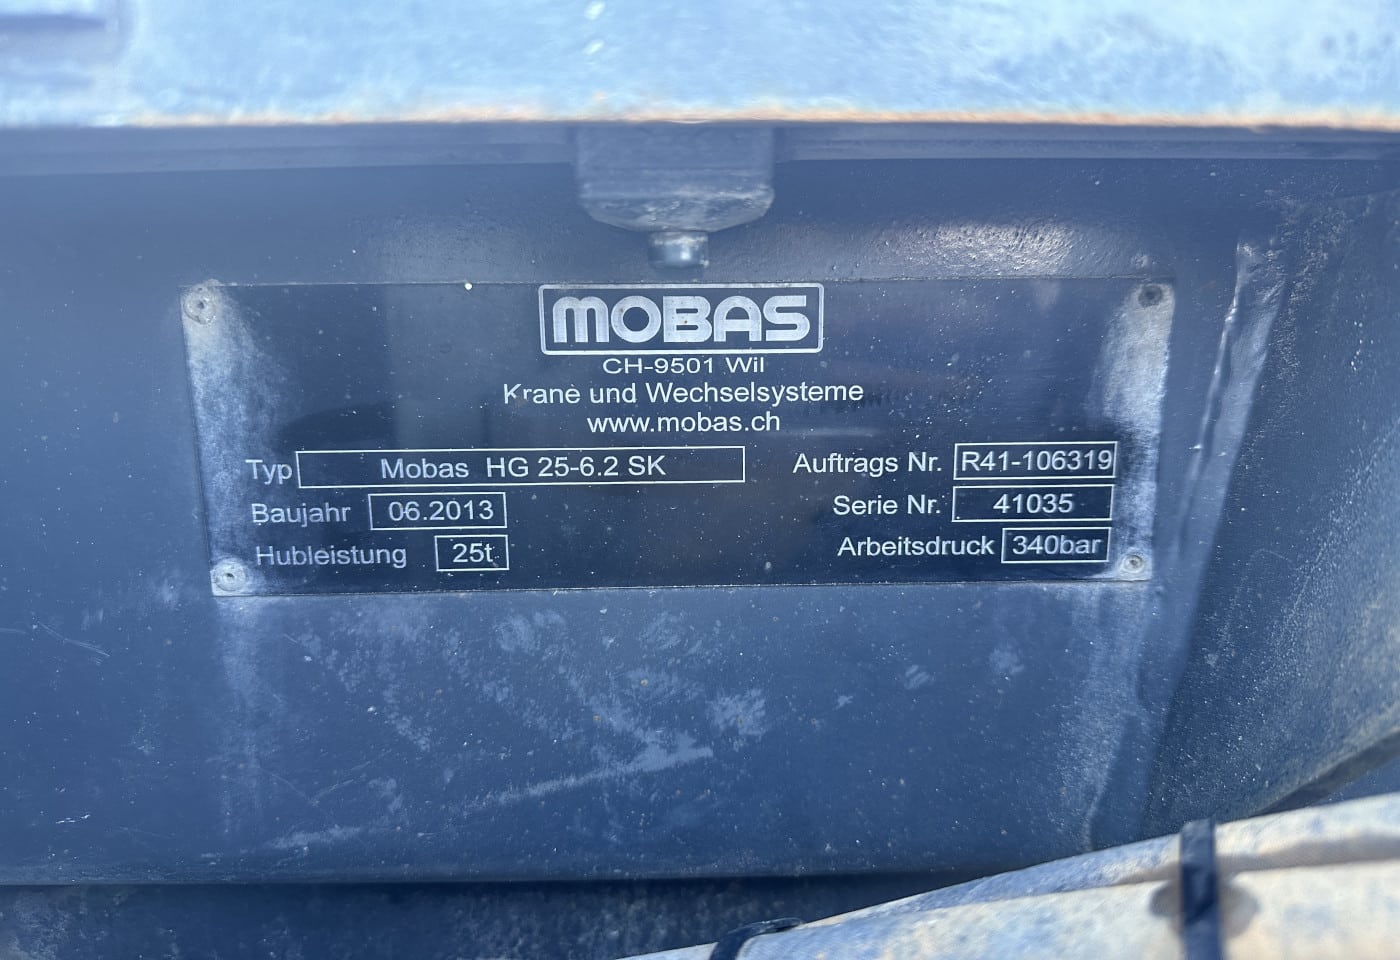 MOBAS
CH-9501 Wil
Krane und Wechselsysteme
www.mobas.ch
Typ Mobas HG 25-6.2 SK
Auftrags Nr. R41-106319
Baujahr 06.2013
Serie Nr. 41035
Hubleistung 25t
Arbeitsdruck 340bar